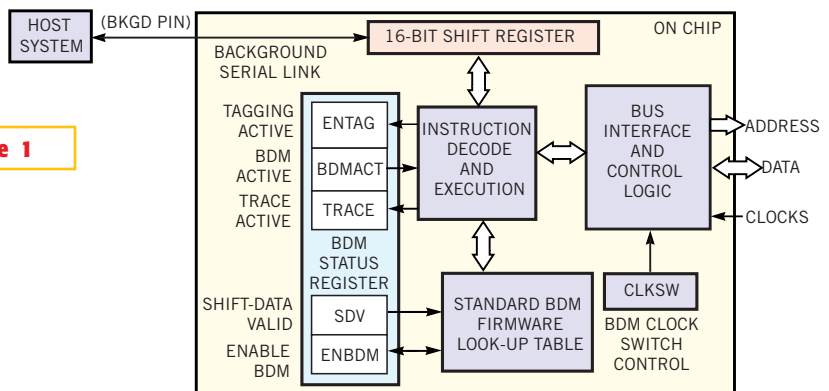 HOST
SYSTEM
(BKGD PIN)
BACKGROUND
SERIAL LINK
16-BIT SHIFT REGISTER
ON CHIP
e 1
TAGGING
ACTIVE
BDM
ACTIVE
TRACE
ACTIVE
ENTAG
BDMACT
TRACE
BDM
STATUS
REGISTER
SHIFT-DATA
VALID
ENABLE
BDM
SDV
ENBDM
INSTRUCTION
DECODE
AND
EXECUTION
STANDARD BDM
FIRMWARE
LOOK-UP TABLE
BUS
INTERFACE
AND
CONTROL
LOGIC
ADDRESS
DATA
CLOCKS
CLKSW
BDM CLOCK
SWITCH
CONTROL